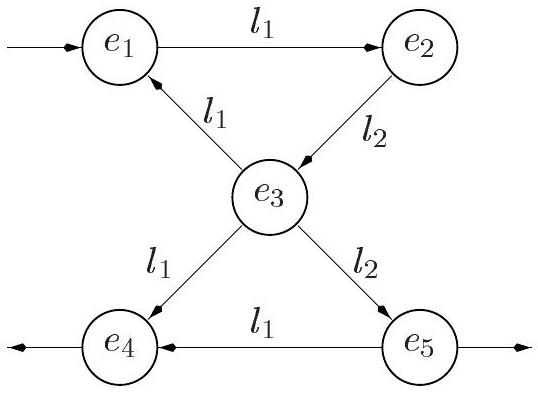 l₁
e₁ e₂
l₁ l₂
e₃
l₁ l₂
l₁
e₄ e₅